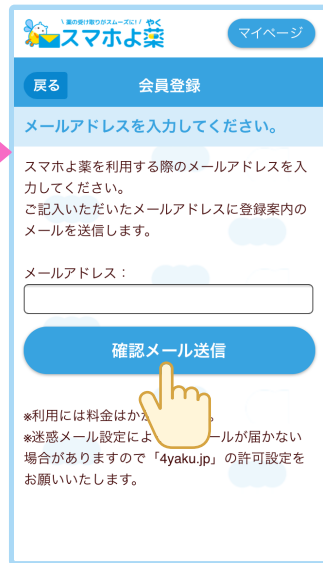 \ 薬の受け取りがスムーズに! /
やく
スマホよ薬
マイページ
戻る
会員登録
メールアドレスを入力してください。
スマホよ薬を利用する際のメールアドレスを入
力してください。
ご記入いただいたメールアドレスに登録案内の
メールを送信します。
メールアドレス：
確認メール送信
※利用には料金はか
。
※迷惑メール設定によ
ールが届かない
場合がありますので「4yaku.jp」の許可設定を
お願いいたします。